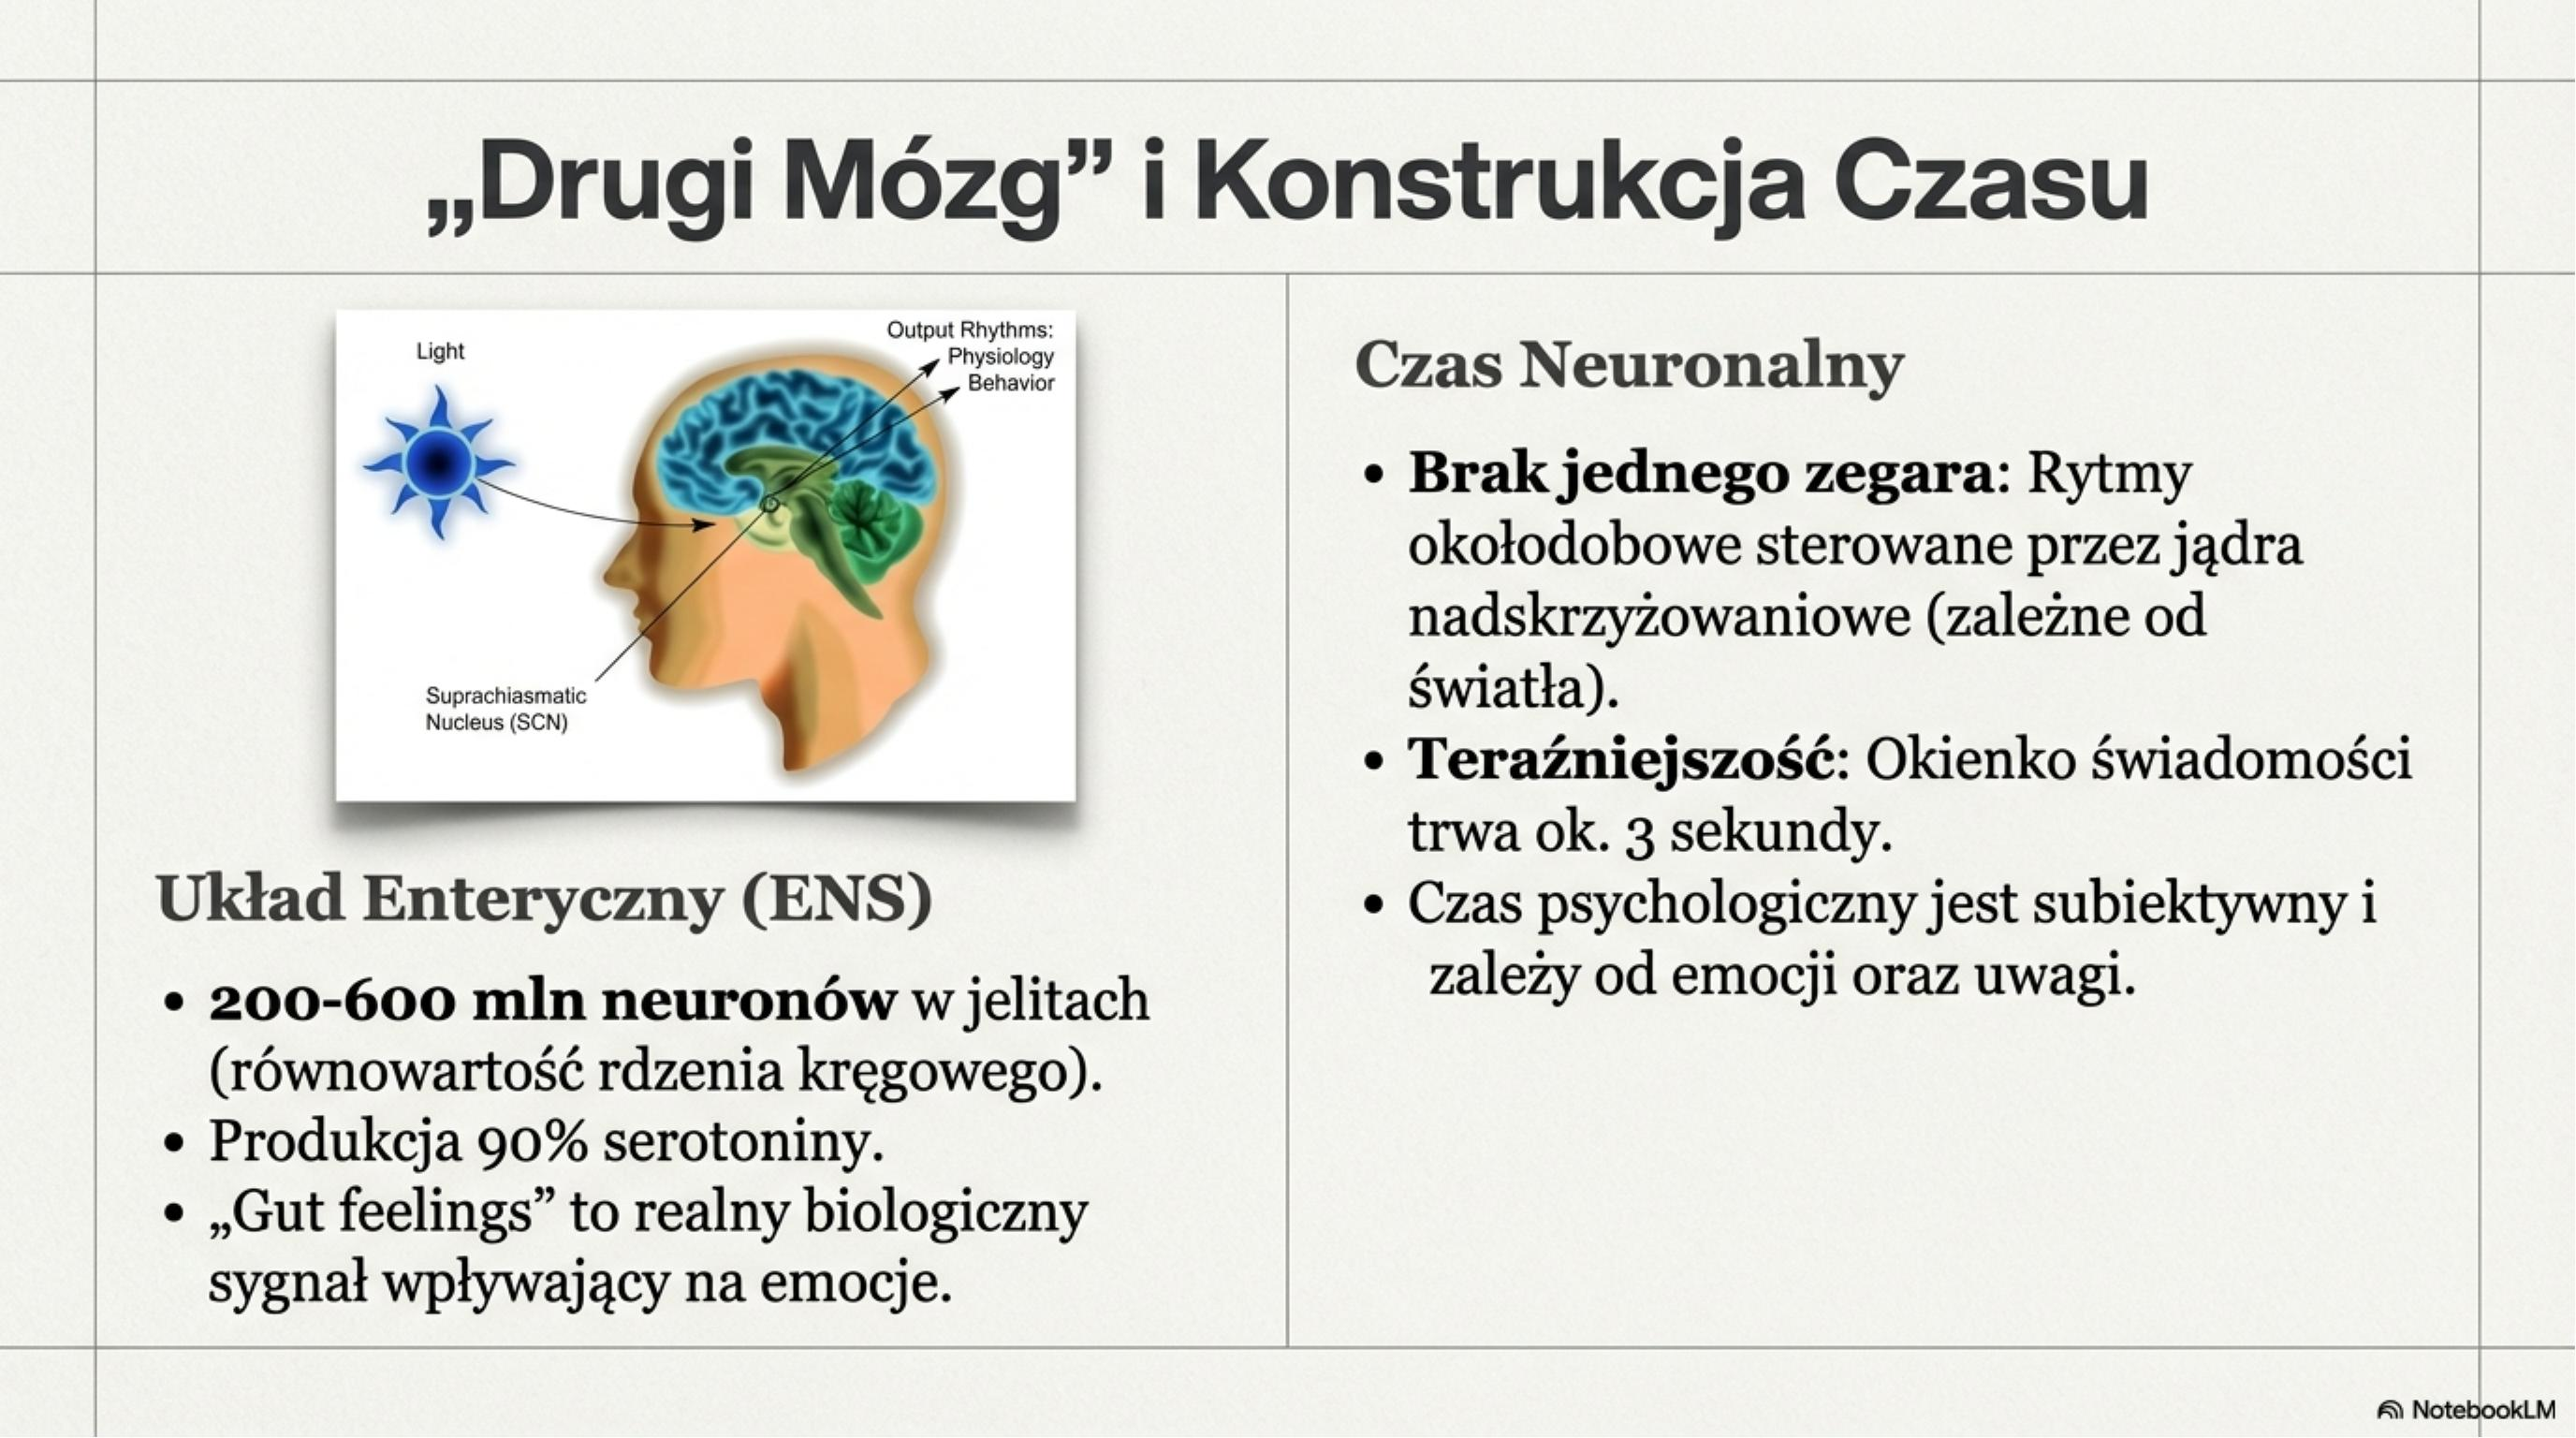 „Drugi Mózg” i Konstrukcja Czasu
Light
Output Rhythms:
Physiology
Behavior
Suprachiasmatic
Nucleus (SCN)
Układ Enteryczny (ENS)
• 200-600 mln neuronów w jelitach
(równowartość rdzenia kręgowego).
• Produkcja 90% serotoniny.
• „Gut feelings” to realny biologiczny
sygnał wpływający na emocje.
Czas Neuronalny
• Brak jednego zegara: Rytmy
okołodobowe sterowane przez jądra
nadskrzyżowaniowe (zależne od
światła).
• Teraźniejszość: Okienko świadomości
trwa ok. 3 sekundy.
• Czas psychologiczny jest subiektywny i
zależy od emocji oraz uwagi.
NotebookLM